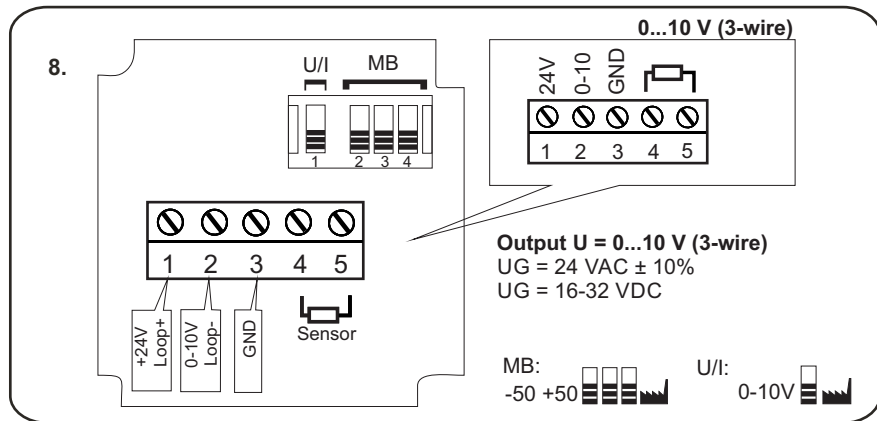 0...10 V (3-wire)
8.
U/I MB
1 2 3 4
24V
0-10
GND
1 2 3 4 5
1 2 3 4 5
+24V
Loop+
0-10V
Loop-
GND
Sensor
Output U = 0...10 V (3-wire)
UG = 24 VAC ± 10%
UG = 16-32 VDC
MB:
-50 +50
U/I:
0-10V